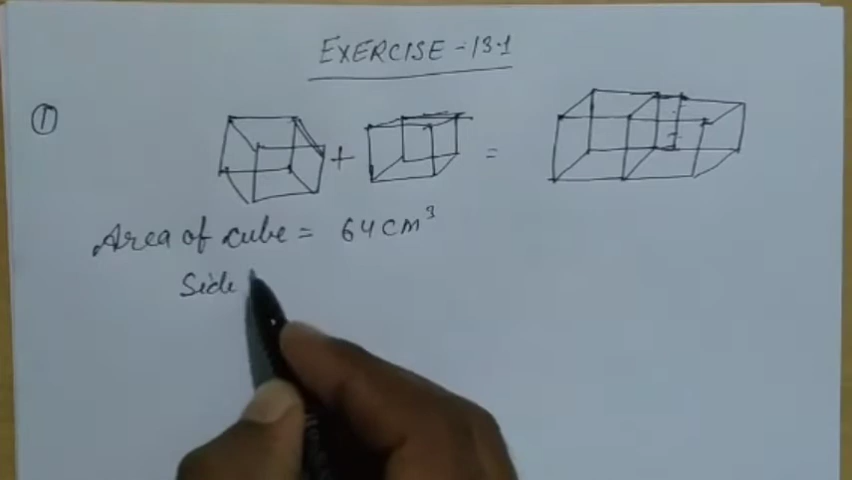 EXERCISE - 13.1
①
+ =
Area of cube = 64 cm³
Side